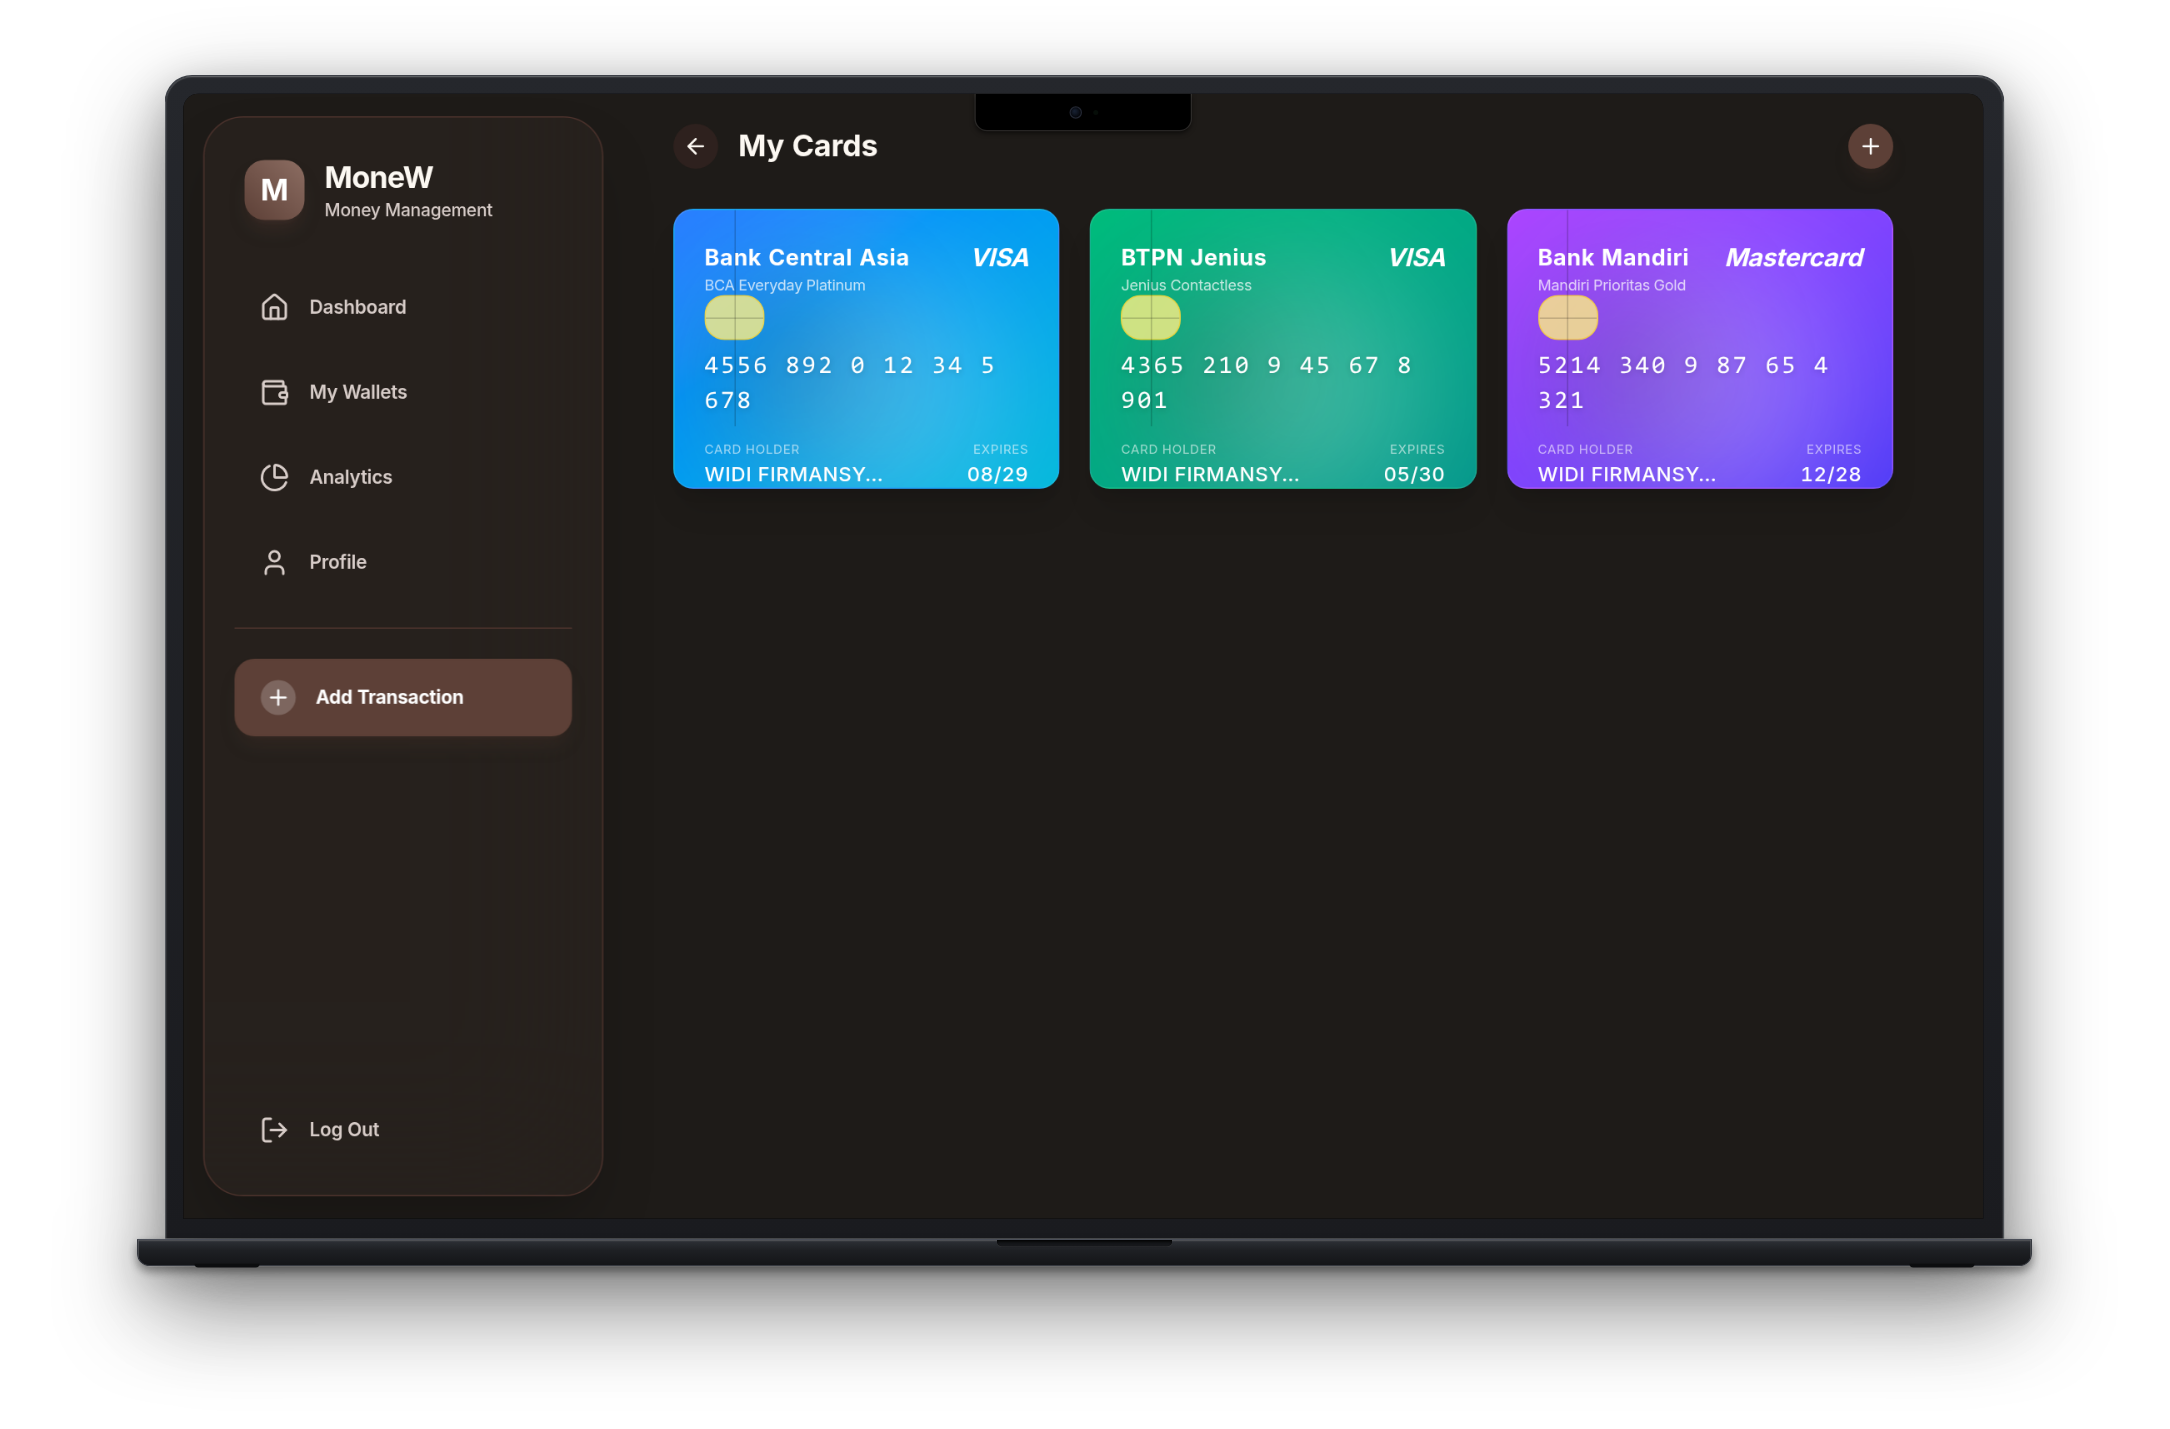 M
MoneW
Money Management
Dashboard
My Wallets
Analytics
Profile
Add Transaction
Log Out
My Cards
Bank Central Asia
VISA
BCA Everyday Platinum
4556 892 0 12 34 5
678
CARD HOLDER
EXPIRES
WIDI FIRMANSY...
08/29
BTPN Jenius
VISA
Jenius Contactless
4365 210 9 45 67 8
901
CARD HOLDER
EXPIRES
WIDI FIRMANSY...
05/30
Bank Mandiri
Mastercard
Mandiri Prioritas Gold
5214 340 9 87 65 4
321
CARD HOLDER
EXPIRES
WIDI FIRMANSY...
12/28